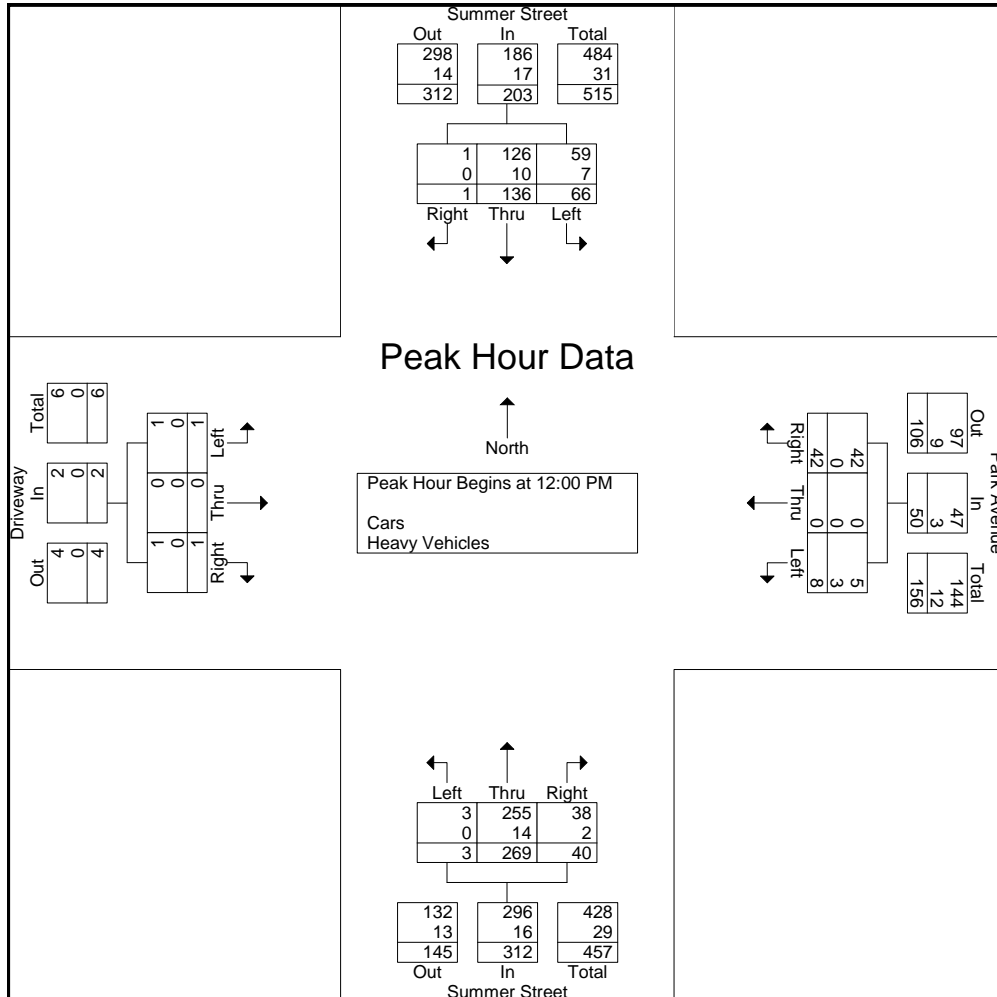 Summer Street
Out In Total
298 186 484
14 17 31
312 203 515
1 126 59
0 10 7
1 136 66
Right Thru Left
Peak Hour Data
North
Peak Hour Begins at 12:00 PM
Cars
Heavy Vehicles
Driveway
Total In Out
6 2 4
0 0 0
6 2 4
Left Thru Right
1 0 1
0 0 0
1 0 1
Park Avenue
Out In Total
97 47 144
9 3 12
106 50 156
Right Thru Left
42 0 5
0 0 3
42 0 8
Left Thru Right
3 255 38
0 14 2
3 269 40
132 296 428
13 16 29
145 312 457
Out In Total
Summer Street